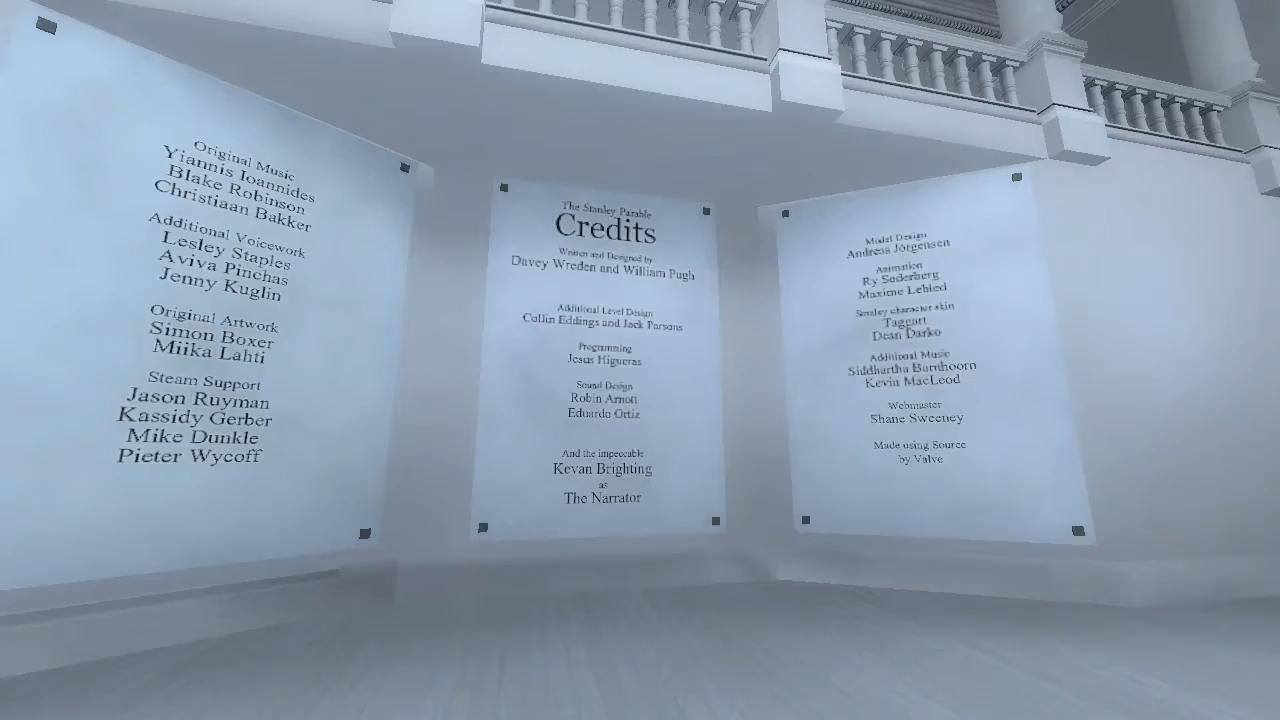 Original Music
Yiannis Ioannides
Blake Robinson
Christiaan Bakker
Additional Voicework
Lesley Staples
Aviva Pinchas
Jenny Kuglin
Original Artwork
Simon Boxer
Miika Lahti
Steam Support
Jason Ruyman
Kassidy Gerber
Mike Dunkle
Pieter Wycoff
The Stanley Parable
Credits
Written and Designed by
Davey Wreden and William Pugh
Additional Level Design
Collin Eddings and Jack Parsons
Programming
Jesus Higueras
Sound Design
Robin Arnott
Eduardo Ortiz
And the impeccable
Kevan Brighting
as
The Narrator
Model Design
Andreas Jörgensen
Animation
Ry Soderberg
Maxime Lebled
Stanley character skin
Taggart
Dean Darko
Additional Music
Siddhartha Barnhoorn
Kevin MacLeod
Webmaster
Shane Sweeney
Made using Source
by Valve